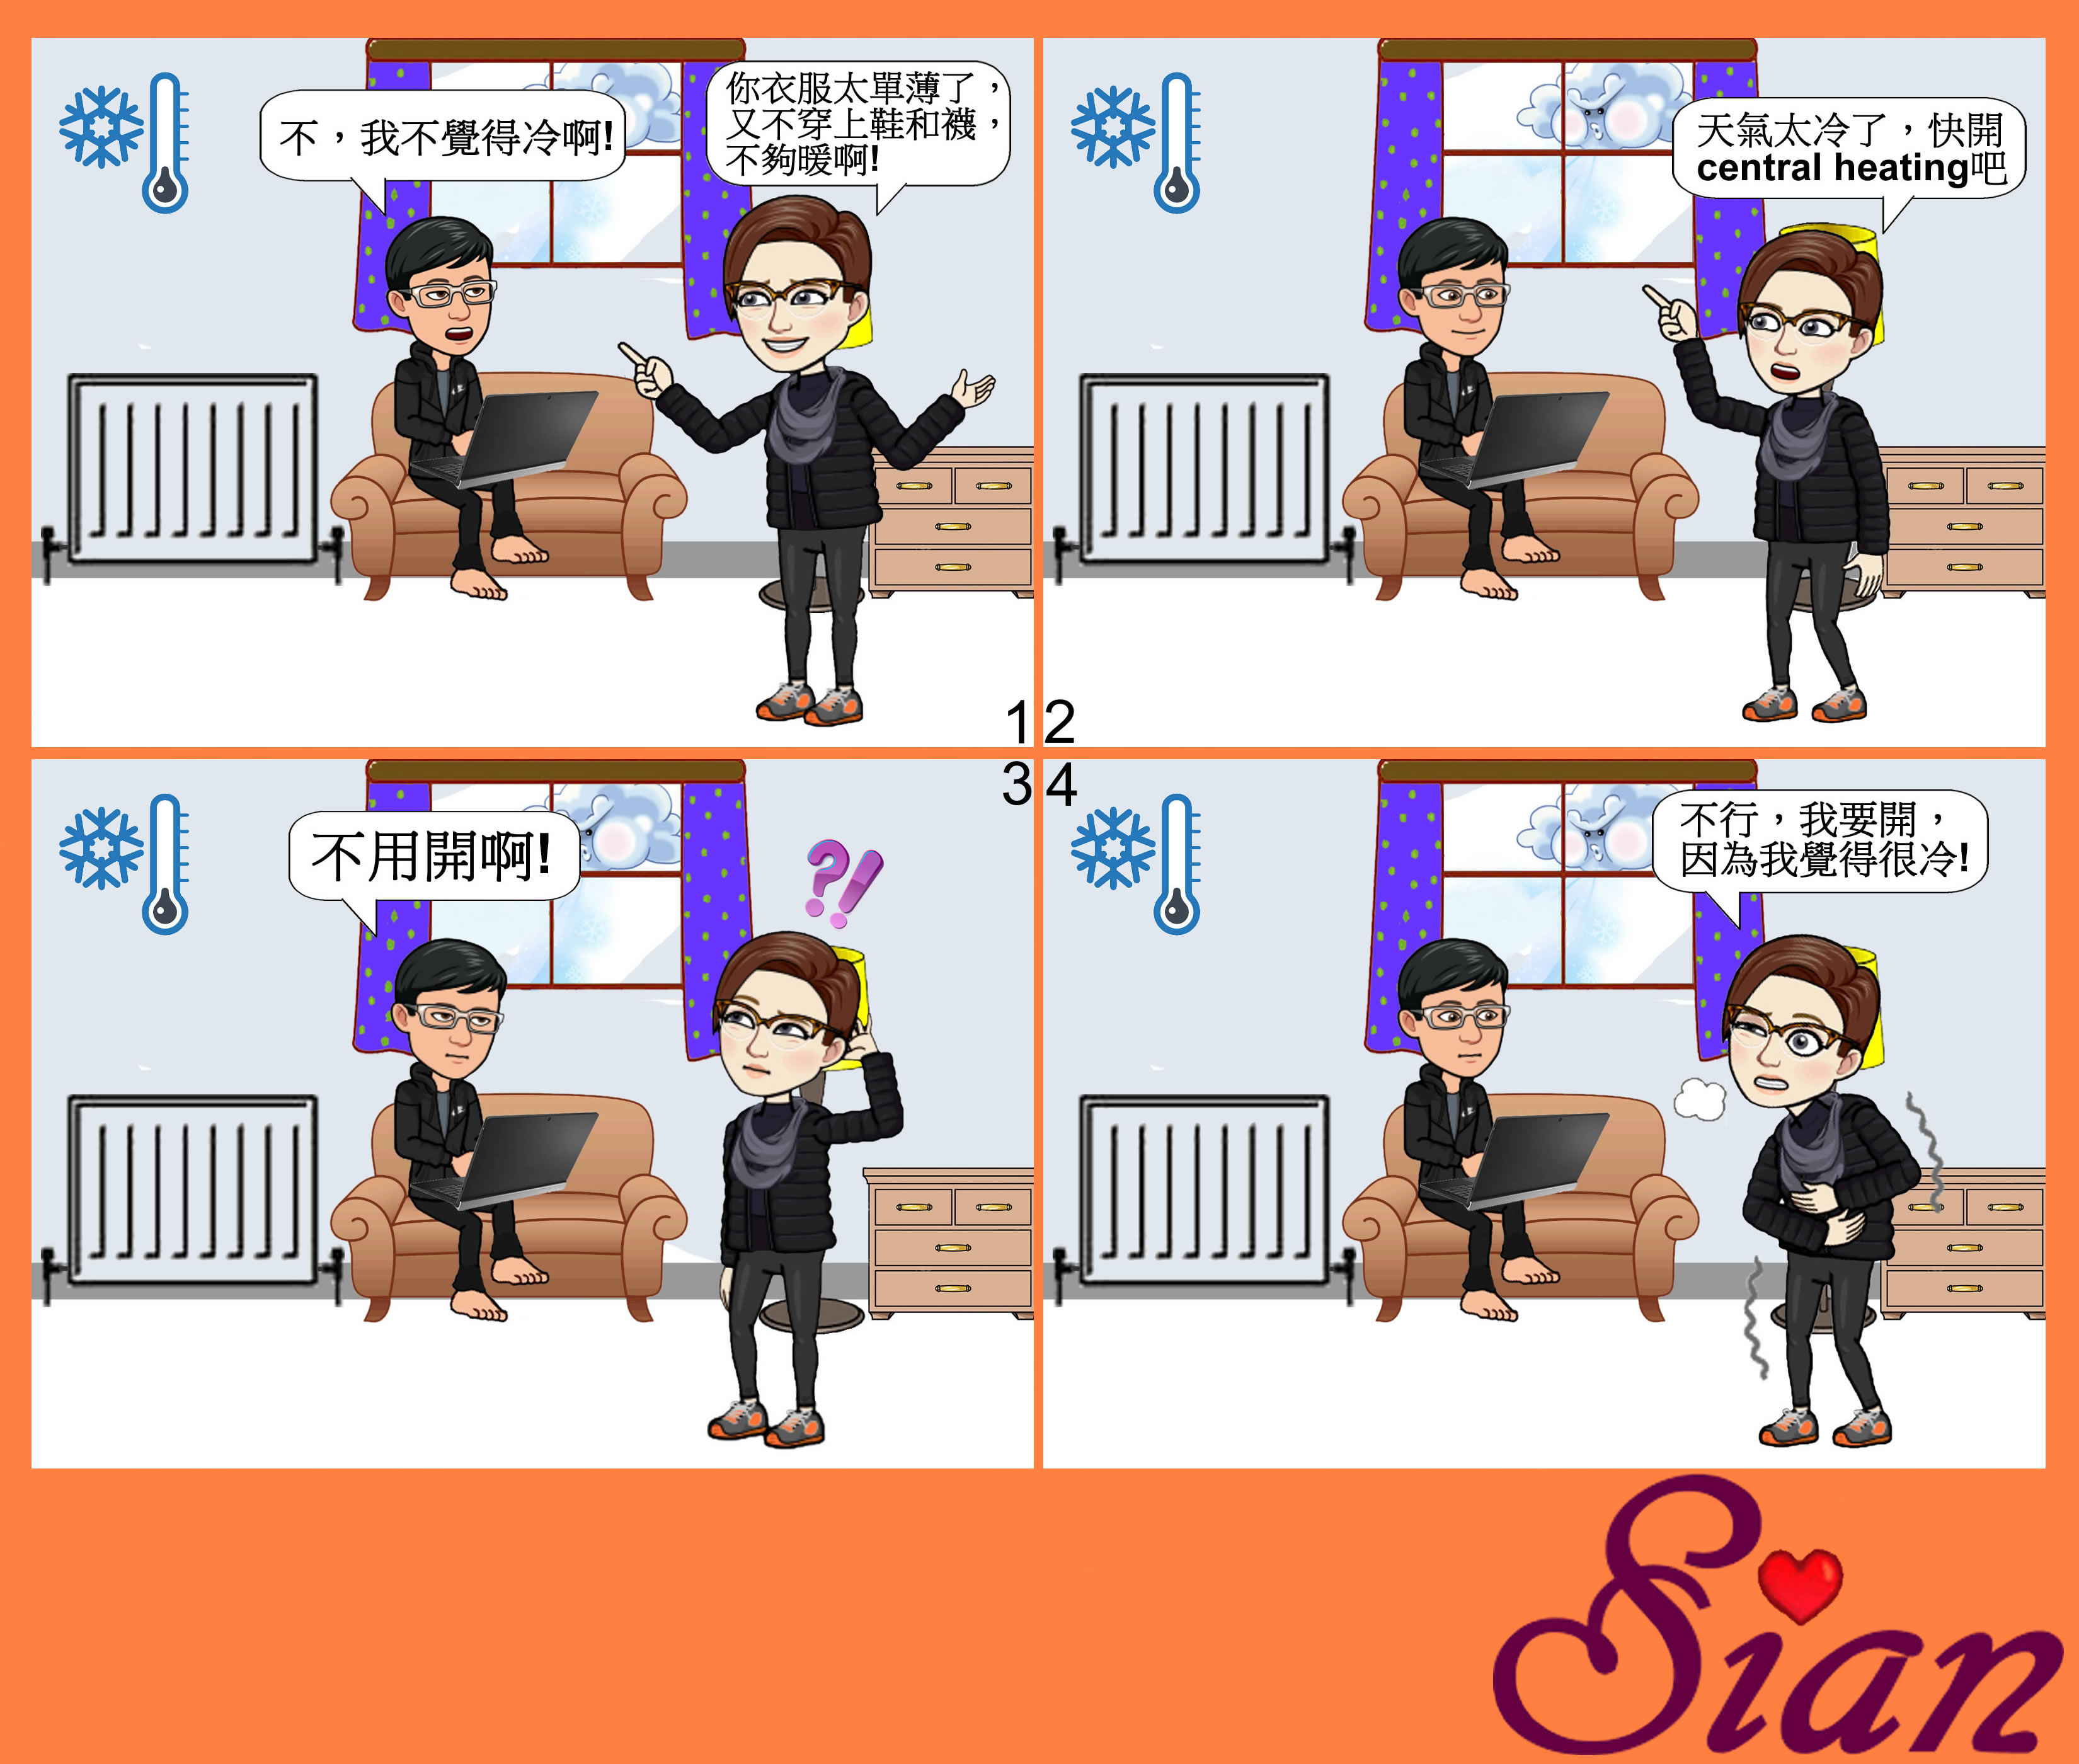 不，我不覺得冷啊!
你衣服太單薄了，
又不穿上鞋和襪，
不夠暖啊!
1
天氣太冷了，快開
central heating吧
2
不用開啊!
?!
3
不行，我要開，
因為我覺得很冷!
4
Sian